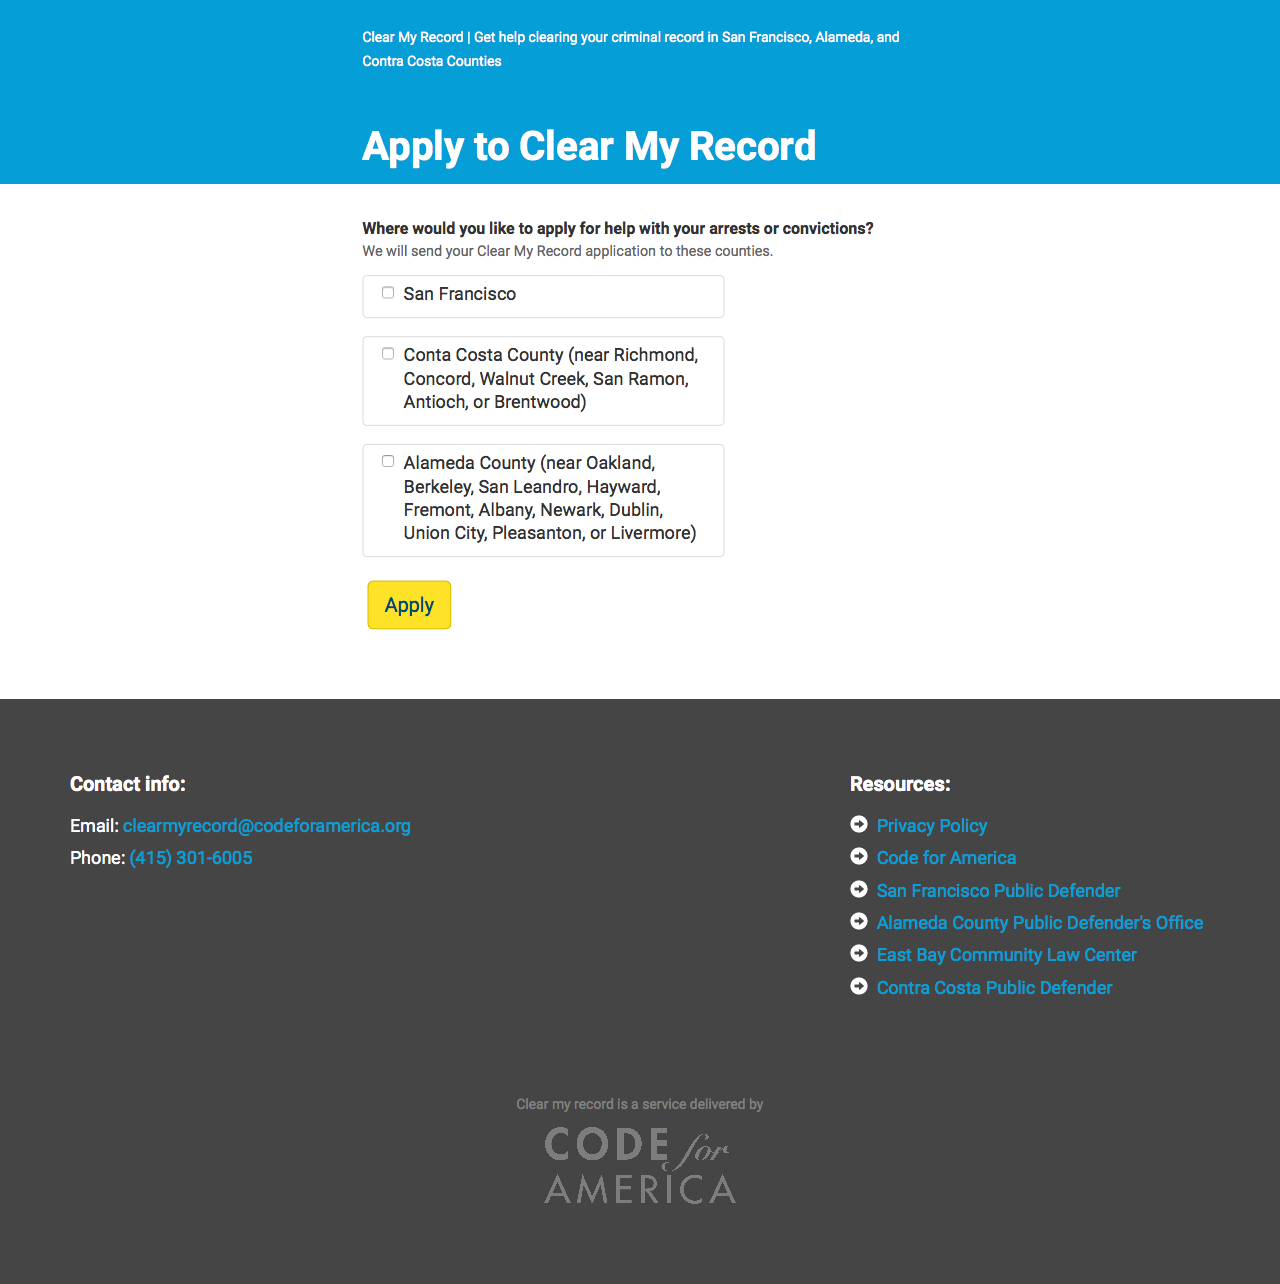 Clear My Record | Get help clearing your criminal record in San Francisco, Alameda, and
Contra Costa Counties
Apply to Clear My Record
Where would you like to apply for help with your arrests or convictions?
We will send your Clear My Record application to these counties.
San Francisco
Conta Costa County (near Richmond,
Concord, Walnut Creek, San Ramon,
Antioch, or Brentwood)
Alameda County (near Oakland,
Berkeley, San Leandro, Hayward,
Fremont, Albany, Newark, Dublin,
Union City, Pleasanton, or Livermore)
Apply
Contact info:
Email: clearmyrecord@codeforamerica.org
Phone: (415) 301-6005
Resources:
Privacy Policy
Code for America
San Francisco Public Defender
Alameda County Public Defender's Office
East Bay Community Law Center
Contra Costa Public Defender
Clear my record is a service delivered by
CODE for
AMERICA